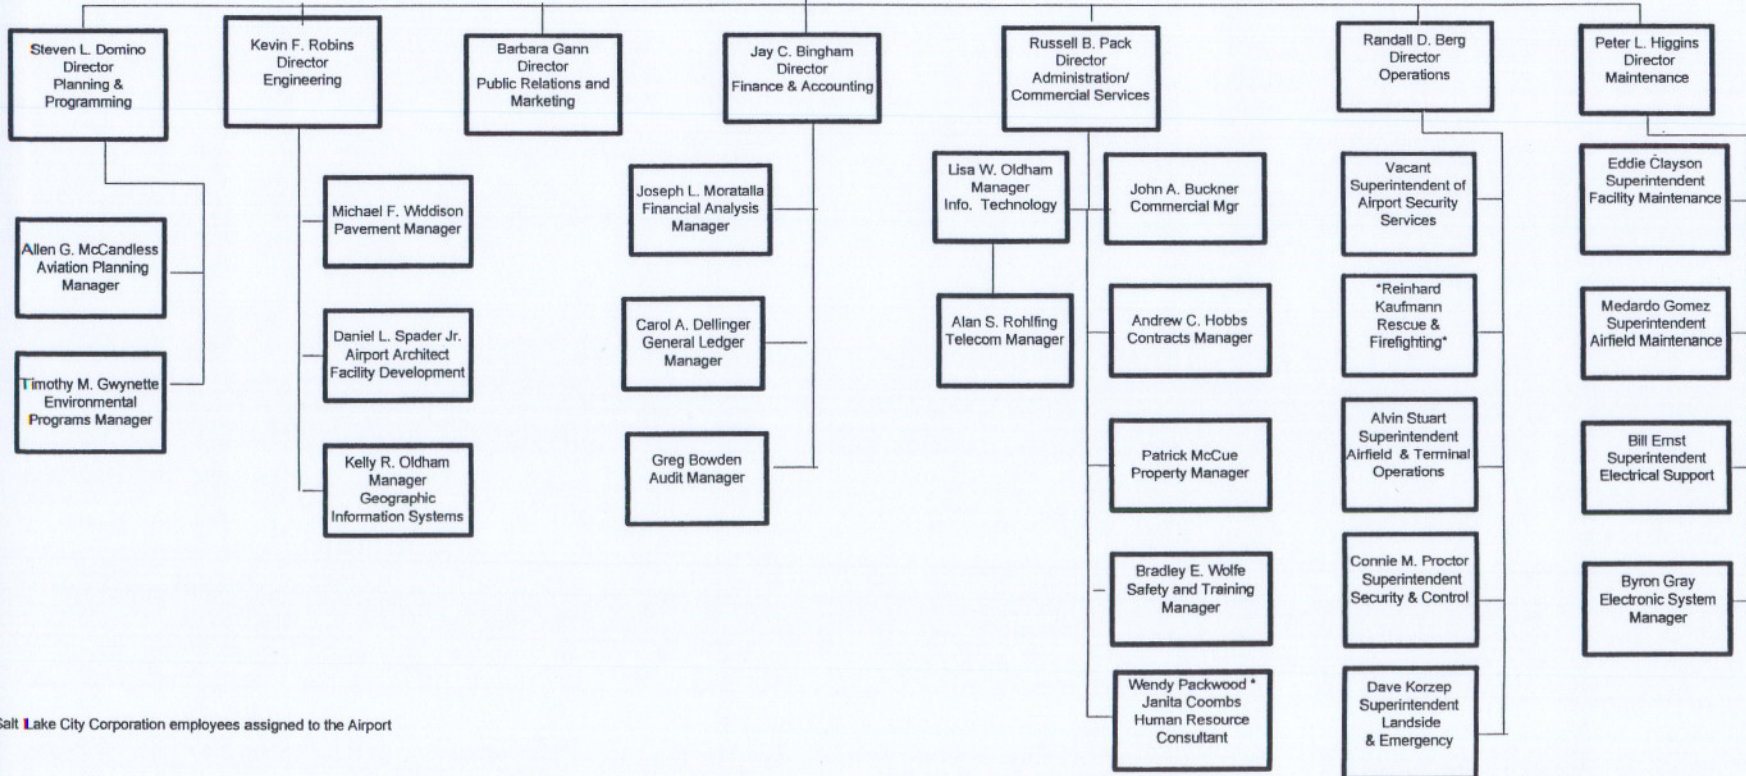 Steven L. Domino
Director
Planning &
Programming
Kevin F. Robins
Director
Engineering
Barbara Gann
Director
Public Relations and
Marketing
Jay C. Bingham
Director
Finance & Accounting
Russell B. Pack
Director
Administration/
Commercial Services
Randall D. Berg
Director
Operations
Peter L. Higgins
Director
Maintenance
Allen G. McCandless
Aviation Planning
Manager
Timothy M. Gwynette
Environmental
Programs Manager
Michael F. Widdison
Pavement Manager
Daniel L. Spader Jr.
Airport Architect
Facility Development
Kelly R. Oldham
Manager
Geographic
Information Systems
Joseph L. Moratalla
Financial Analysis
Manager
Carol A. Dellinger
General Ledger
Manager
Greg Bowden
Audit Manager
Lisa W. Oldham
Manager
Info. Technology
Alan S. Rohlfing
Telecom Manager
John A. Buckner
Commercial Mgr
Andrew C. Hobbs
Contracts Manager
Patrick McCue
Property Manager
Bradley E. Wolfe
Safety and Training
Manager
Wendy Packwood *
Janita Coombs
Human Resource
Consultant
Vacant
Superintendent of
Airport Security
Services
*Reinhard
Kaufmann
Rescue &
Firefighting*
Alvin Stuart
Superintendent
Airfield & Terminal
Operations
Connie M. Proctor
Superintendent
Security & Control
Dave Korzep
Superintendent
Landside
& Emergency
Eddie Clayson
Superintendent
Facility Maintenance
Medardo Gomez
Superintendent
Airfield Maintenance
Bill Ernst
Superintendent
Electrical Support
Byron Gray
Electronic System
Manager
Salt Lake City Corporation employees assigned to the Airport